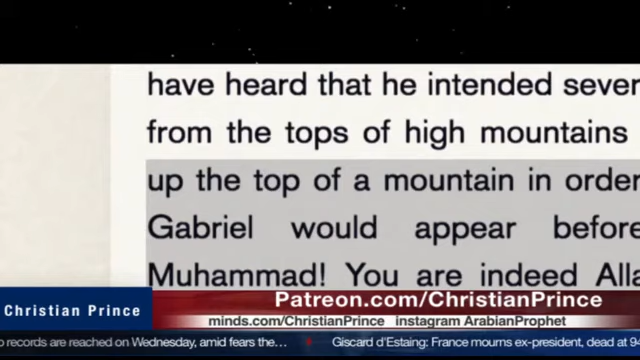 have heard that he intended
from the tops of high mountains
up the top of a mountain in order
Gabriel would appear
Muhammad! You are indeed
Christian Prince
Patreon.com/ChristianPrince
minds.com/ChristianPrince instagram ArabianProphet
records are reached on Wednesday, amid fears the... Giscard d'Estaing: France mourns ex-president, dead at